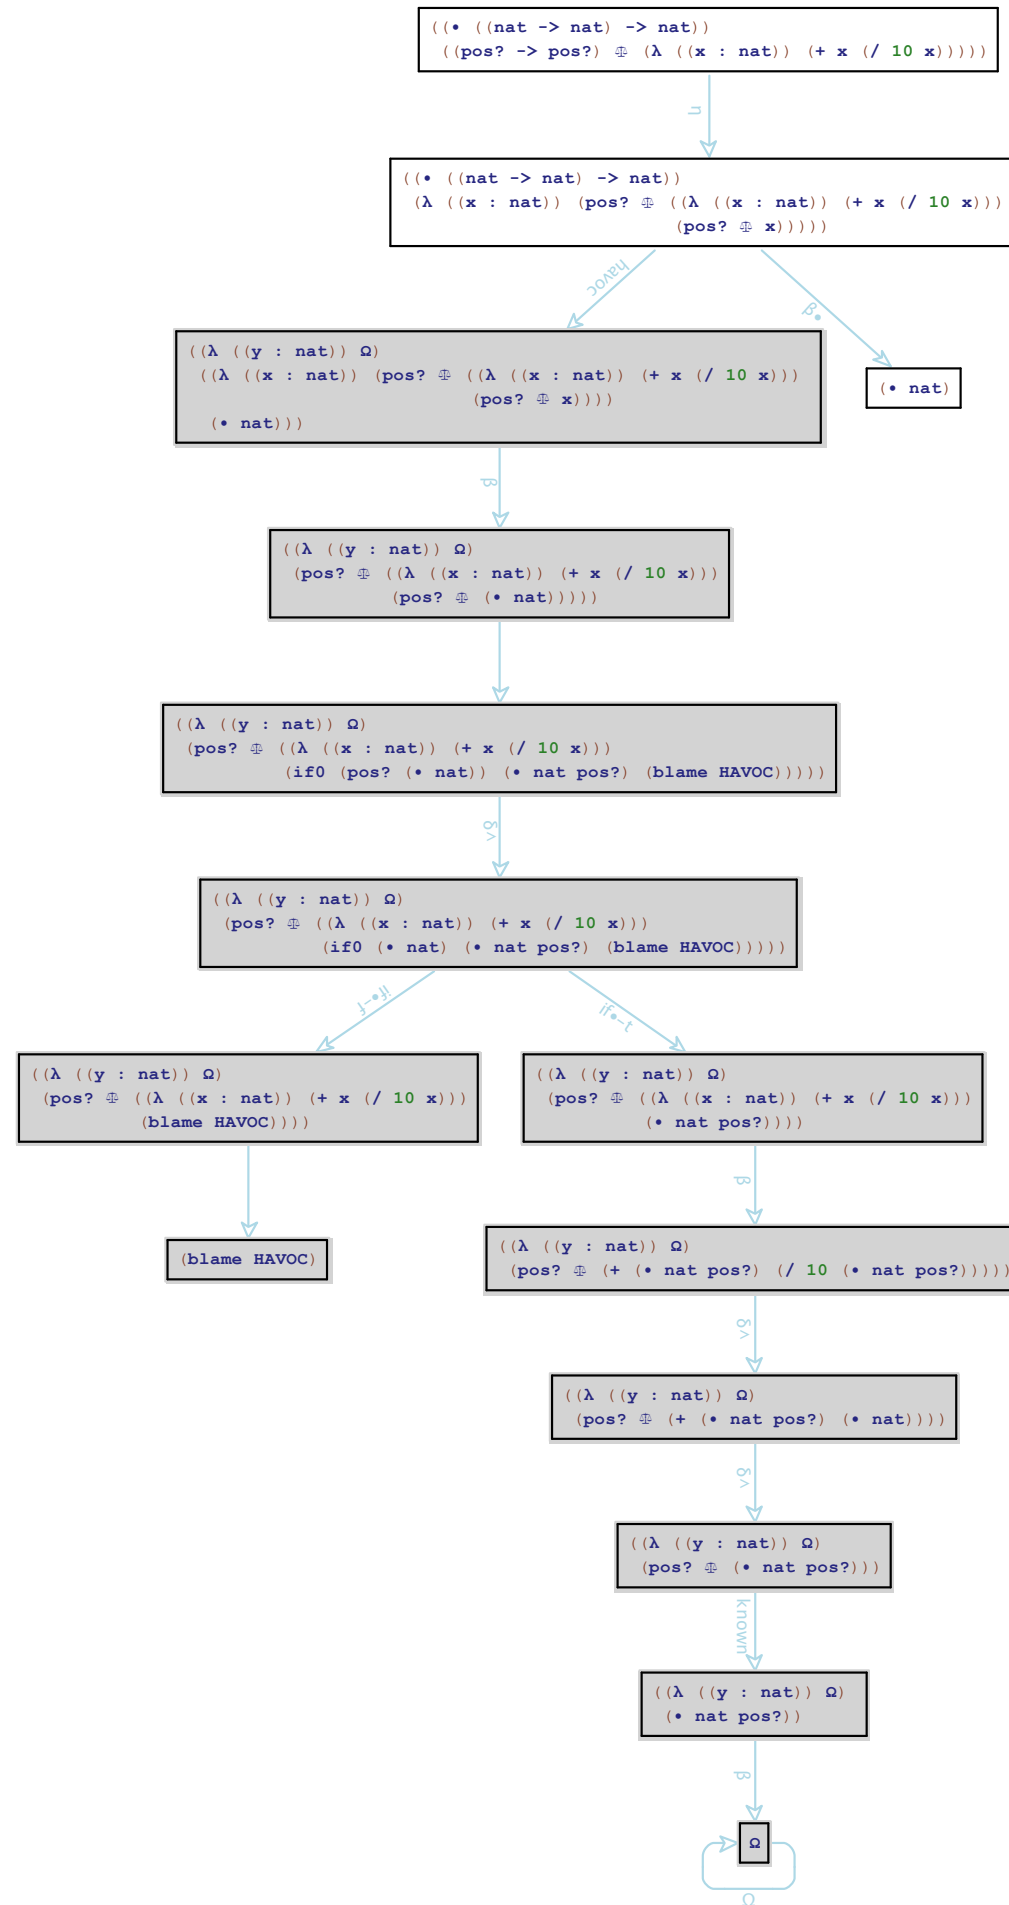 ((• ((nat -> nat) -> nat))
((pos? -> pos?) ⚖ (λ ((x : nat)) (+ x (/ 10 x)))))
η
((• ((nat -> nat) -> nat))
(λ ((x : nat)) (pos? ⚖ ((λ ((x : nat)) (+ x (/ 10 x)))
(pos? ⚖ x)))))
havoc
β•
((λ ((y : nat)) Ω)
((λ ((x : nat)) (pos? ⚖ ((λ ((x : nat)) (+ x (/ 10 x)))
(pos? ⚖ x))))
(• nat)))
(• nat)
β
((λ ((y : nat)) Ω)
(pos? ⚖ ((λ ((x : nat)) (+ x (/ 10 x)))
(pos? ⚖ (• nat)))))
((λ ((y : nat)) Ω)
(pos? ⚖ ((λ ((x : nat)) (+ x (/ 10 x)))
(if0 (pos? (• nat)) (• nat pos?) (blame HAVOC)))))
δ^
((λ ((y : nat)) Ω)
(pos? ⚖ ((λ ((x : nat)) (+ x (/ 10 x)))
(if0 (• nat) (• nat pos?) (blame HAVOC)))))
if•-f
if•-t
((λ ((y : nat)) Ω)
(pos? ⚖ ((λ ((x : nat)) (+ x (/ 10 x)))
(blame HAVOC))))
((λ ((y : nat)) Ω)
(pos? ⚖ ((λ ((x : nat)) (+ x (/ 10 x)))
(• nat pos?))))
β
(blame HAVOC)
((λ ((y : nat)) Ω)
(pos? ⚖ (+ (• nat pos?) (/ 10 (• nat pos?)))))
δ^
((λ ((y : nat)) Ω)
(pos? ⚖ (+ (• nat pos?) (• nat))))
δ^
((λ ((y : nat)) Ω)
(pos? ⚖ (• nat pos?)))
known
((λ ((y : nat)) Ω)
(• nat pos?))
β
Ω
Ω